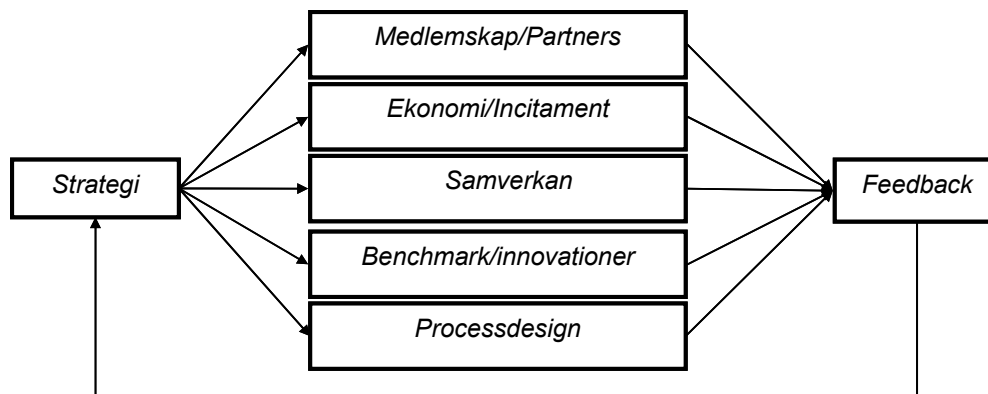 Medlemskap/Partners
Ekonomi/Incitament
Strategi
Samverkan
Feedback
Benchmark/innovationer
Processdesign